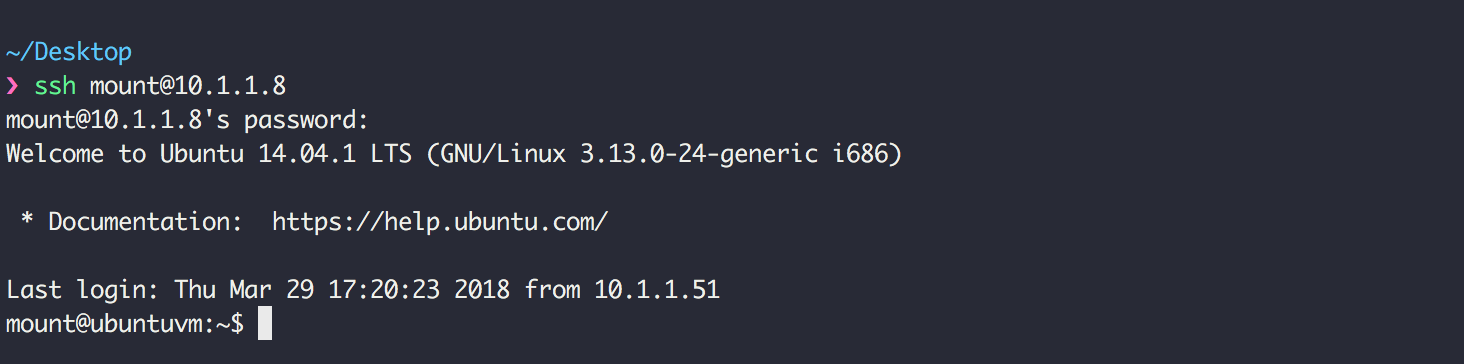 ~/Desktop
❯ ssh mount@10.1.1.8
mount@10.1.1.8's password:
Welcome to Ubuntu 14.04.1 LTS (GNU/Linux 3.13.0-24-generic i686)
 * Documentation:  https://help.ubuntu.com/
Last login: Thu Mar 29 17:20:23 2018 from 10.1.1.51
mount@ubuntuvm:~$